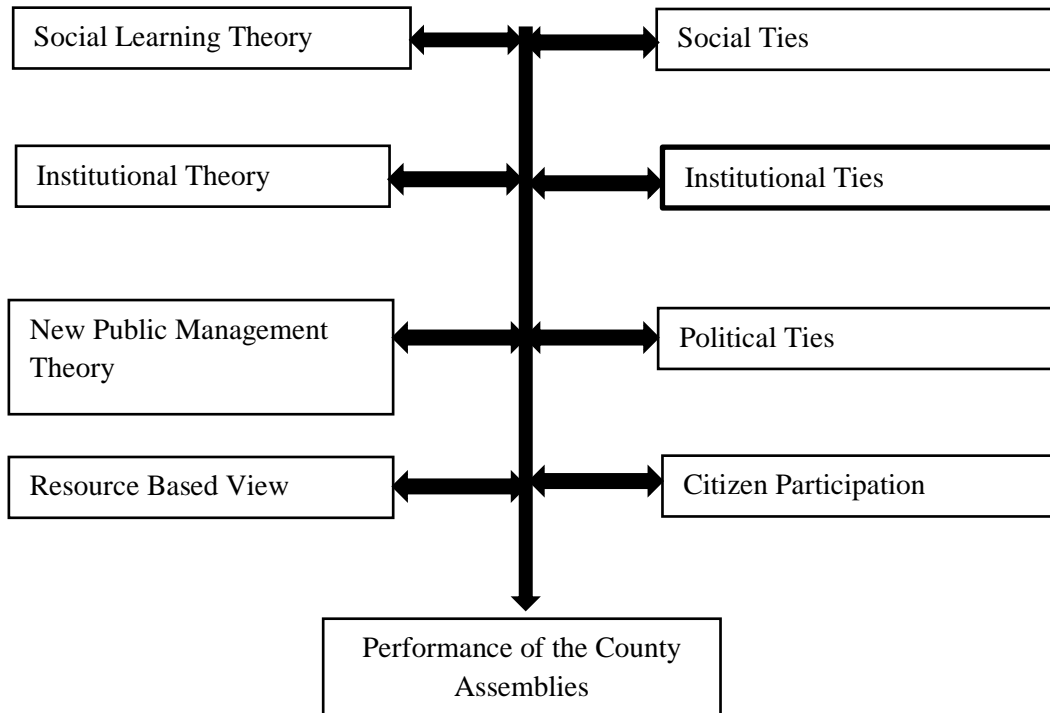 Social Learning Theory
Social Ties
Institutional Theory
Institutional Ties
New Public Management
Theory
Political Ties
Resource Based View
Citizen Participation
Performance of the County
Assemblies